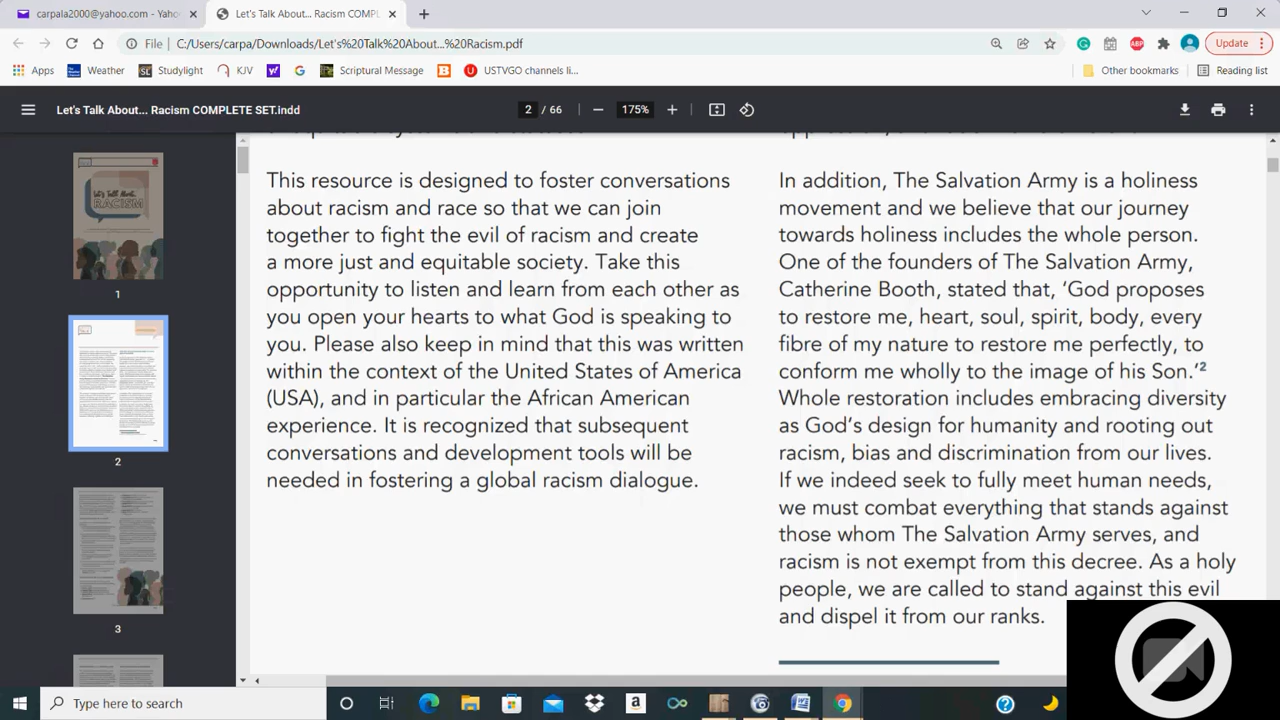 carpala2000@yahoo.com - Yaho
Let's Talk About... Racism COMPL
File
C:/Users/carpa/Downloads/Let's%20Talk%20About...%20Racism.pdf
Update
Apps
Weather
Studylight
KJV
Scriptural Message
USTVGO channels li...
Other bookmarks
Reading list
Let's Talk About... Racism COMPLETE SET.indd
2 / 66
175%
Let's Talk About...
RACISM
1
2
3
This resource is designed to foster conversations
about racism and race so that we can join
together to fight the evil of racism and create
a more just and equitable society. Take this
opportunity to listen and learn from each other as
you open your hearts to what God is speaking to
you. Please also keep in mind that this was written
within the context of the United States of America
(USA), and in particular the African American
experience. It is recognized that subsequent
conversations and development tools will be
needed in fostering a global racism dialogue.
In addition, The Salvation Army is a holiness
movement and we believe that our journey
towards holiness includes the whole person.
One of the founders of The Salvation Army,
Catherine Booth, stated that, ‘God proposes
to restore me, heart, soul, spirit, body, every
fibre of my nature to restore me perfectly, to
conform me wholly to the image of his Son.’2
Whole restoration includes embracing diversity
as God’s design for humanity and rooting out
racism, bias and discrimination from our lives.
If we indeed seek to fully meet human needs,
we must combat everything that stands against
those whom The Salvation Army serves, and
racism is not exempt from this decree. As a holy
people, we are called to stand against this evil
and dispel it from our ranks.
Type here to search